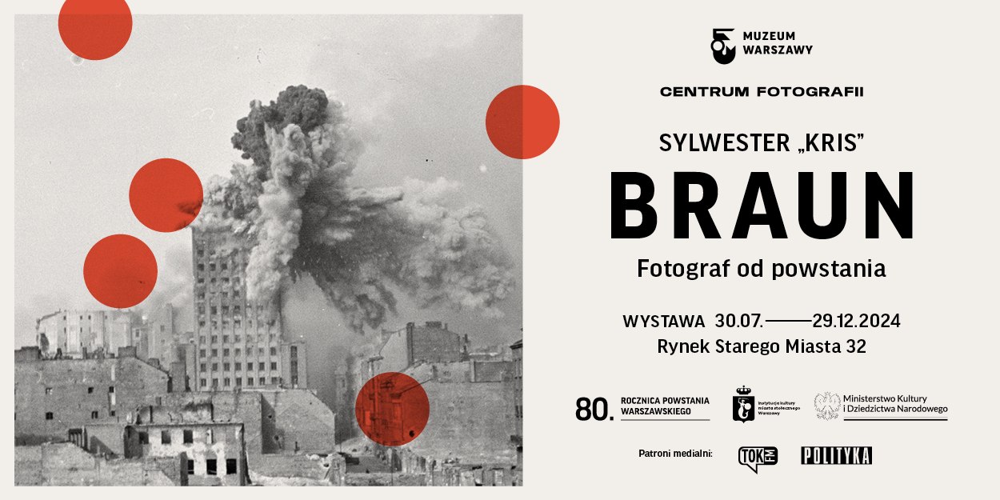 MUZEUM
WARSZAWY
CENTRUM FOTOGRAFII
SYLWESTER „KRIS”
BRAUN
Fotograf od powstania
WYSTAWA 30.07.——29.12.2024
Rynek Starego Miasta 32
80. ROCZNICA POWSTANIA
WARSZAWSKIEGO
Instytucja kultury
miasta stołecznego
Warszawy
Ministerstwo Kultury
i Dziedzictwa Narodowego
Patroni medialni:
TOK FM
POLITYKA